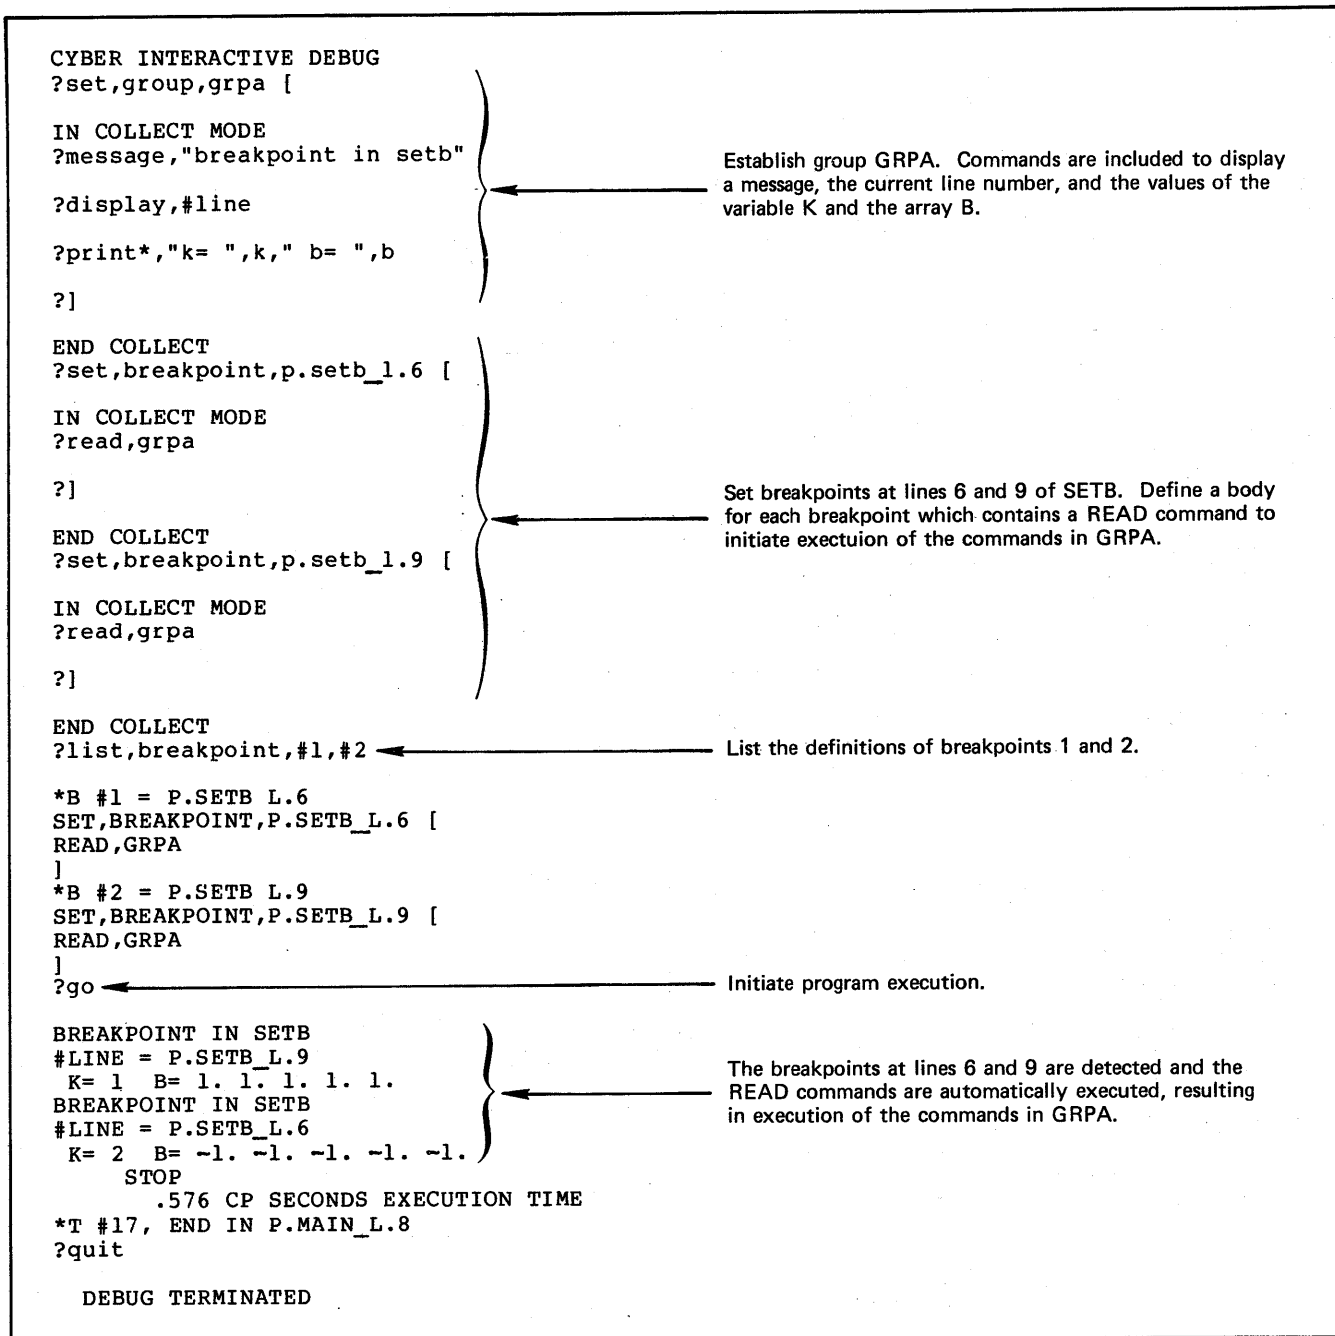 CYBER INTERACTIVE DEBUG
?set,group,grpa [
IN COLLECT MODE
?message,"breakpoint in setb"
?display,#line
?print*,"k= ",k," b= ",b
?]
Establish group GRPA. Commands are included to display
a message, the current line number, and the values of the
variable K and the array B.
END COLLECT
?set,breakpoint,p.setb_l.6 [
IN COLLECT MODE
?read,grpa
?]
END COLLECT
?set,breakpoint,p.setb_l.9 [
IN COLLECT MODE
?read,grpa
?]
Set breakpoints at lines 6 and 9 of SETB. Define a body
for each breakpoint which contains a READ command to
initiate exectuion of the commands in GRPA.
END COLLECT
?list,breakpoint,#1,#2
List the definitions of breakpoints 1 and 2.
*B #1 = P.SETB L.6
SET,BREAKPOINT,P.SETB_L.6 [
READ,GRPA
]
*B #2 = P.SETB L.9
SET,BREAKPOINT,P.SETB_L.9 [
READ,GRPA
]
?go
Initiate program execution.
BREAKPOINT IN SETB
#LINE = P.SETB_L.9
K= 1 B= 1. 1. 1. 1. 1.
BREAKPOINT IN SETB
#LINE = P.SETB_L.6
K= 2 B= -1. -1. -1. -1. -1.
The breakpoints at lines 6 and 9 are detected and the
READ commands are automatically executed, resulting
in execution of the commands in GRPA.
STOP
.576 CP SECONDS EXECUTION TIME
*T #17, END IN P.MAIN_L.8
?quit
DEBUG TERMINATED